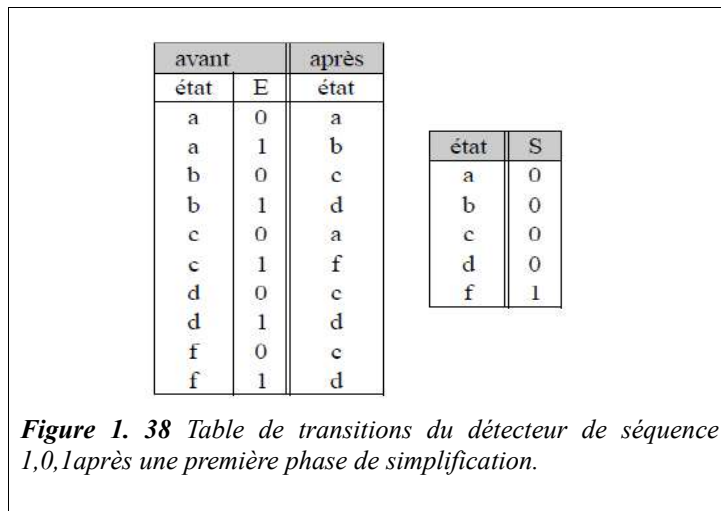 avant après
état E état
a 0 a
a 1 b
b 0 c
b 1 d
c 0 a
c 1 f
d 0 c
d 1 d
f 0 c
f 1 d
état S
a 0
b 0
c 0
d 0
f 1
Figure 1. 38 Table de transitions du détecteur de séquence
1,0,1après une première phase de simplification.